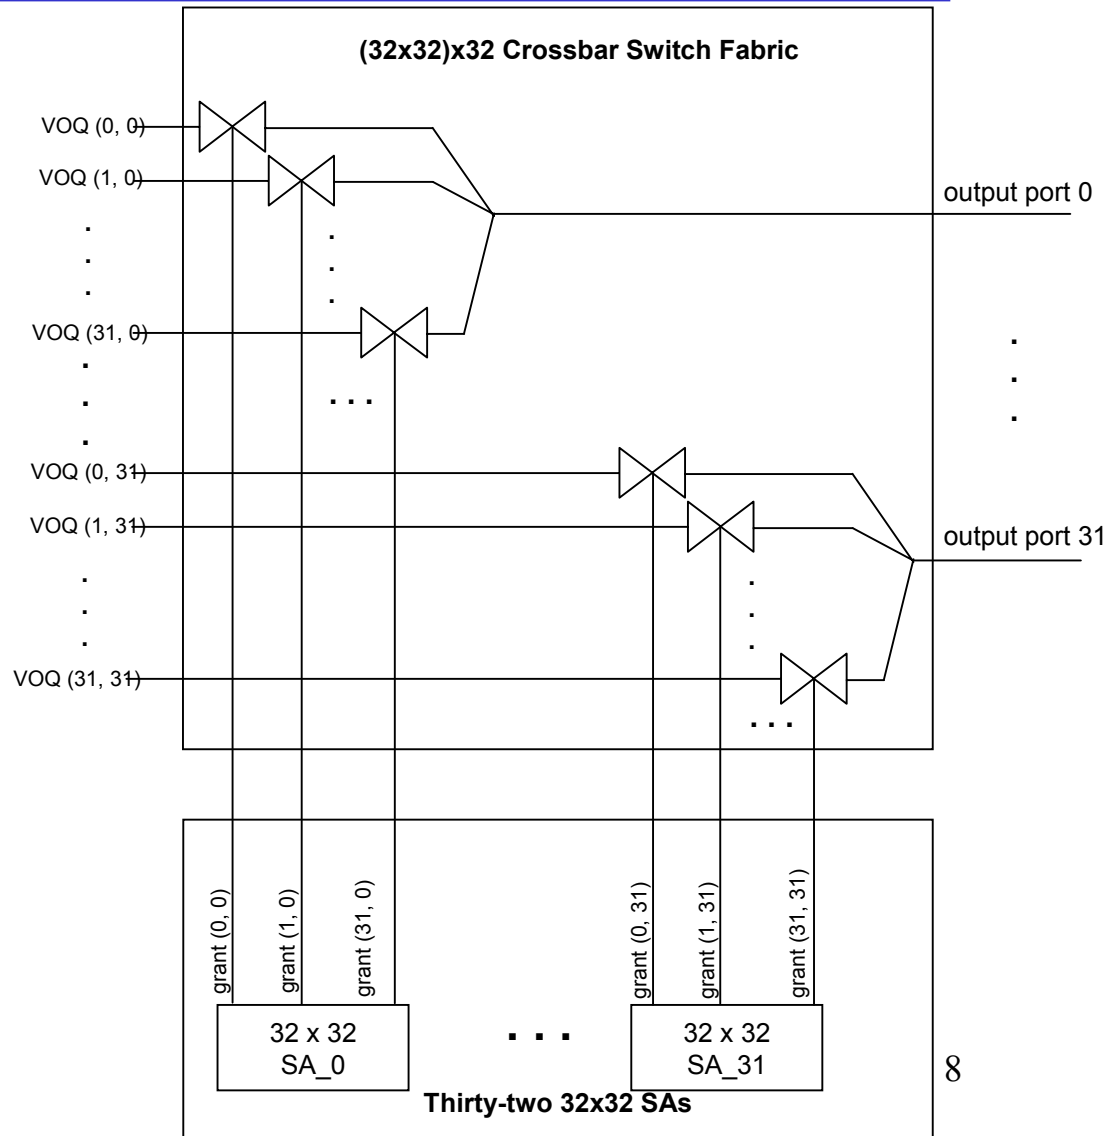 (32x32)x32 Crossbar Switch Fabric
VOQ (0, 0)
VOQ (1, 0)
output port 0
VOQ (31, 0)
. . .
VOQ (0, 31)
VOQ (1, 31)
output port 31
VOQ (31, 31)
. . .
grant (0, 0)
grant (1, 0)
grant (31, 0)
grant (0, 31)
grant (1, 31)
grant (31, 31)
32 x 32
SA_0
. . .
32 x 32
SA_31
8
Thirty-two 32x32 SAs